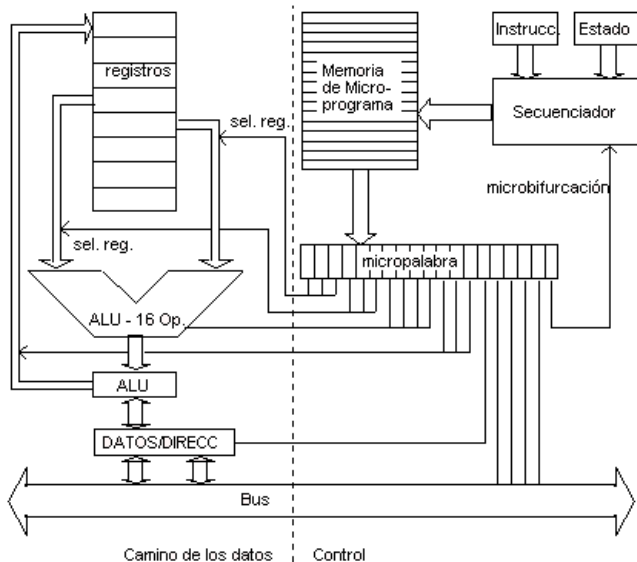 Instrucc.
Estado
registros
Memoria
de Micro-
programa
Secuenciador
sel. reg.
microbifurcación
sel. reg.
micropalabra
ALU - 16 Op.
ALU
DATOS/DIRECC
Bus
Camino de los datos
Control